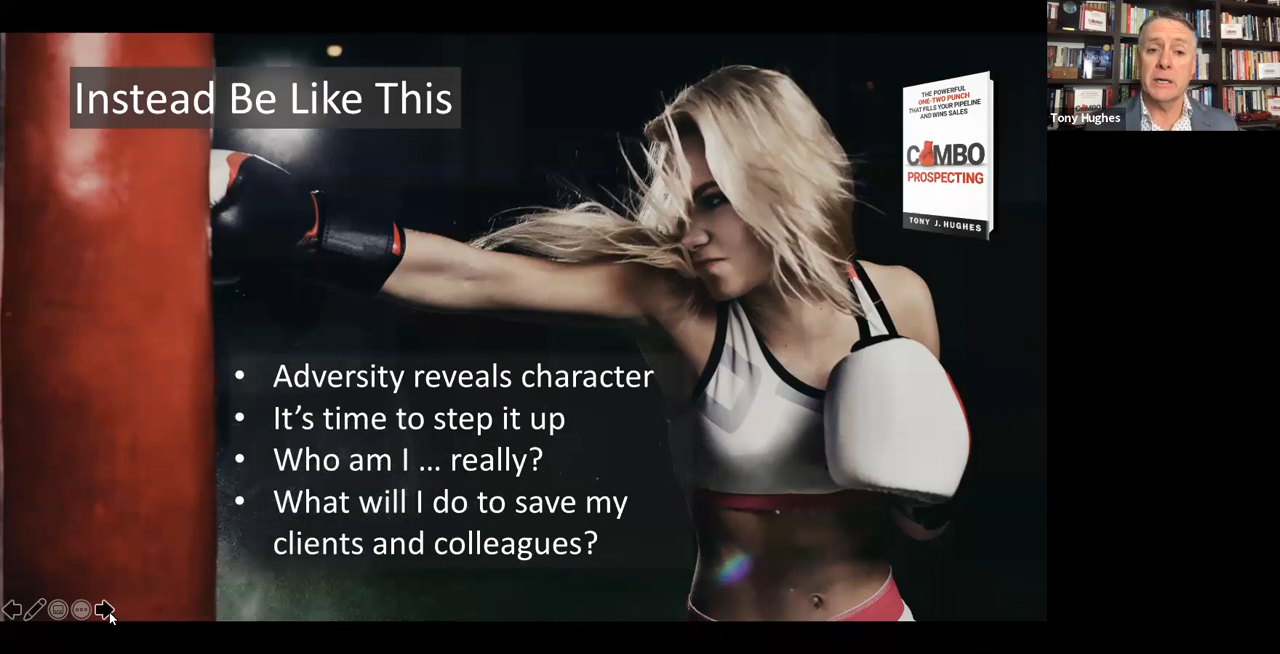 Instead Be Like This
THE POWERFUL
ONE-TWO PUNCH
THAT FILLS YOUR PIPELINE
AND WINS SALES
COMBO
PROSPECTING
TONY J. HUGHES
• Adversity reveals character
• It’s time to step it up
• Who am I ... really?
• What will I do to save my
clients and colleagues?
Tony Hughes